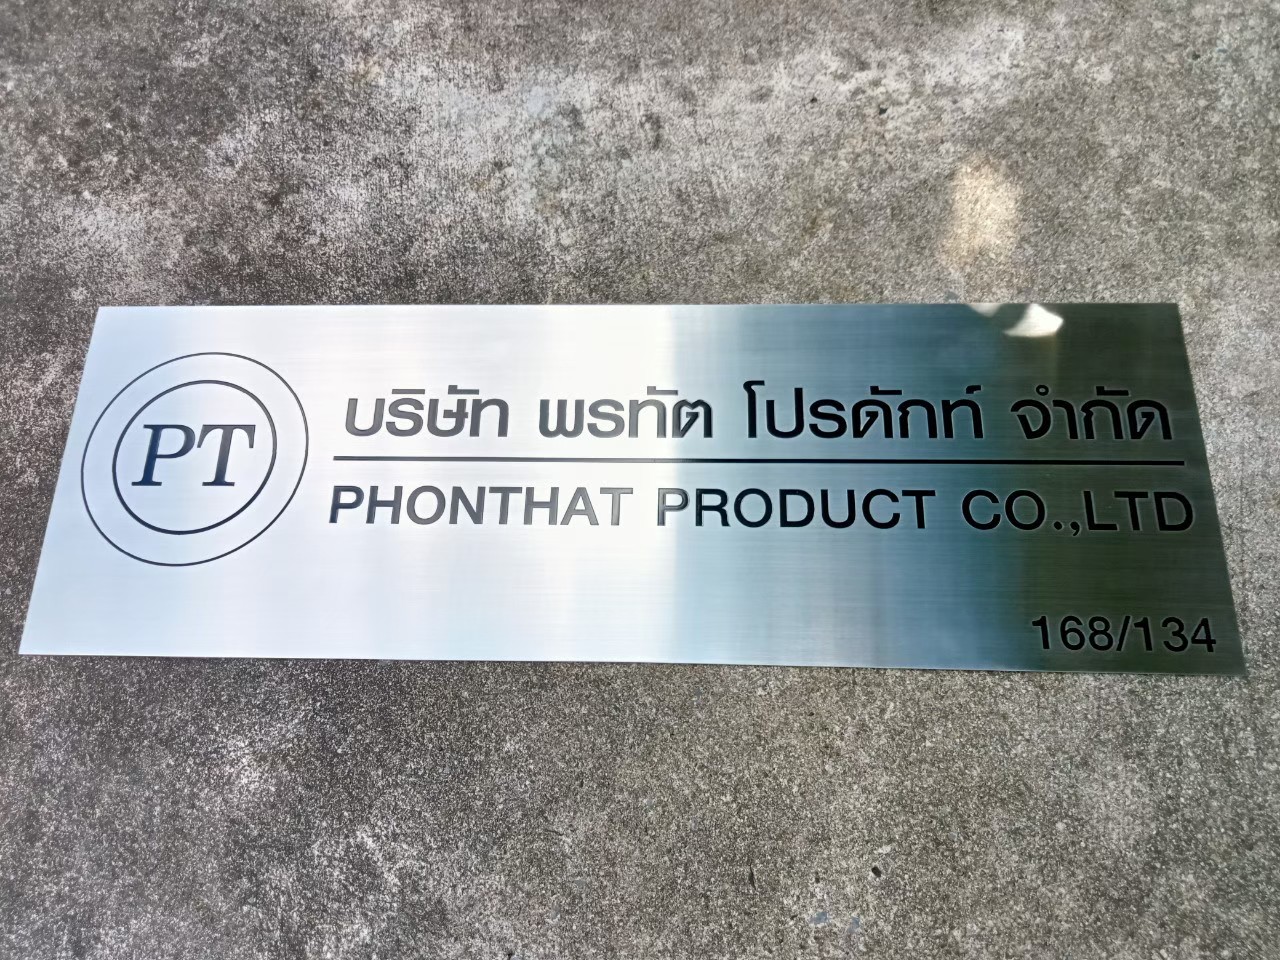 PT
บริษัท พรทัต โปรดักท์ จำกัด
PHONTHAT PRODUCT CO.,LTD
168/134